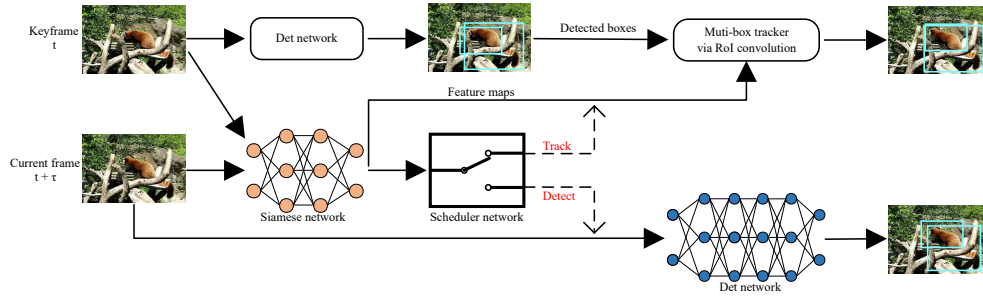 Keyframe
t
Det network
Detected boxes
Muti-box tracker
via RoI convolution
Feature maps
Current frame
t + τ
Track
Detect
Siamese network
Scheduler network
Det network